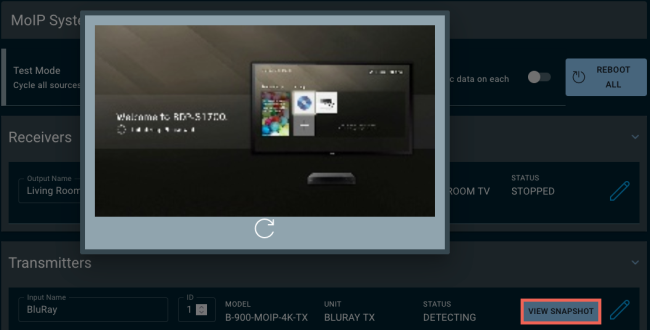 MoIP Syst
Test Mode
Cycle all sources
c data on each
REBOOT
ALL
Welcome to BDP-S1700.
Receivers
Output Name
Living Room
ROOM TV
STATUS
STOPPED
Transmitters
Input Name
BluRay
ID
1
MODEL
B-900-MOIP-4K-TX
UNIT
BLURAY TX
STATUS
DETECTING
VIEW SNAPSHOT